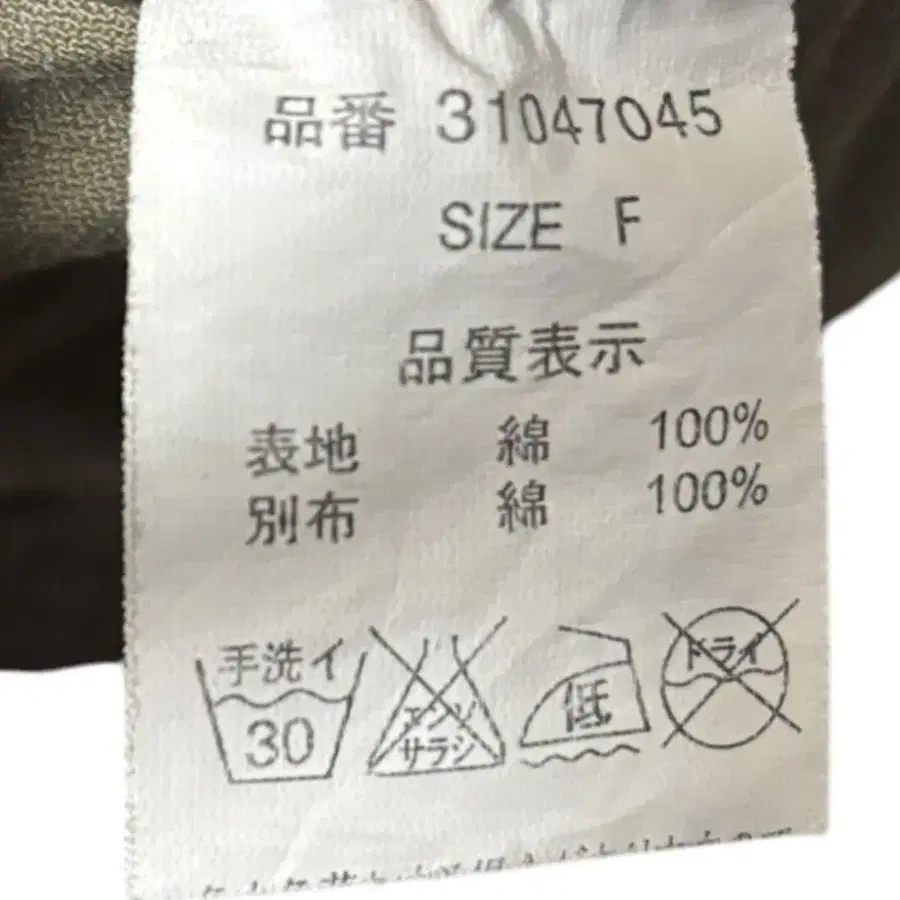 品番 31047045
SIZE F
品質表示
表地 綿 100%
別布 綿 100%
手洗イ 30
エンソ サラシ
低
ドライ